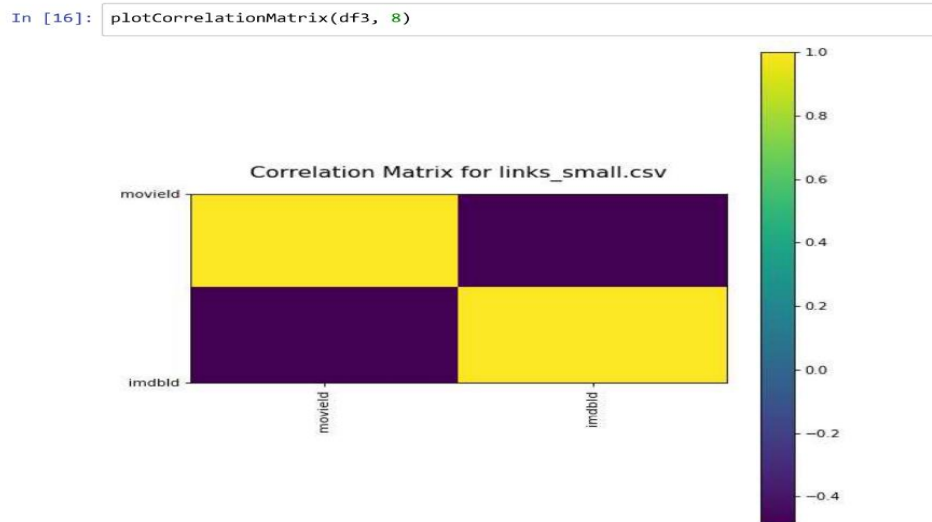 In [16]: plotCorrelationMatrix(df3, 8)
Correlation Matrix for links_small.csv
movieId
imdbId
movieId
imdbId
1.0
0.8
0.6
0.4
0.2
0.0
−0.2
−0.4